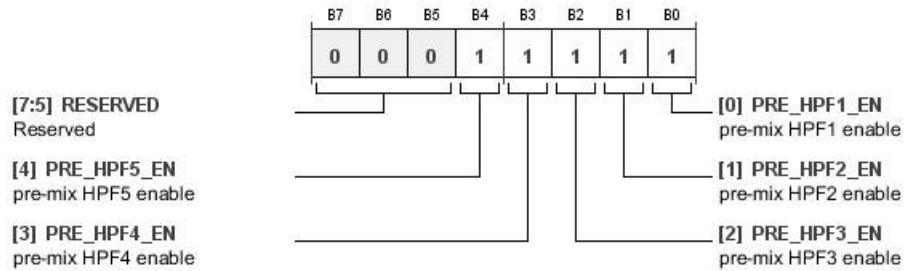 B7 B6 B5 B4 B3 B2 B1 B0
0 0 0 1 1 1 1 1
[7:5] RESERVED
Reserved
[0] PRE_HPF1_EN
pre-mix HPF1 enable
[4] PRE_HPF5_EN
pre-mix HPF5 enable
[1] PRE_HPF2_EN
pre-mix HPF2 enable
[3] PRE_HPF4_EN
pre-mix HPF4 enable
[2] PRE_HPF3_EN
pre-mix HPF3 enable